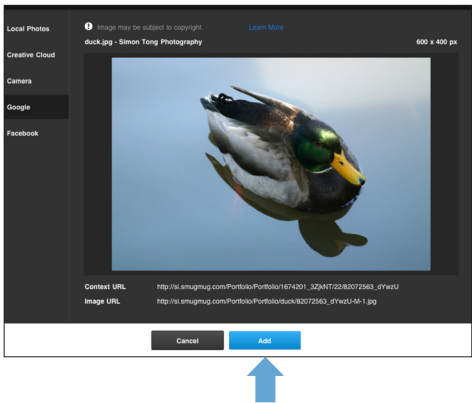 Image may be subject to copyright. Learn More
Local Photos
duck.jpg - Simon Tong Photography 600 x 400 px
Creative Cloud
Camera
Google
Facebook
Context URL http://si.smugmug.com/Portfolio/Portfolio/1674201_3ZjkNT/22/82072563_dYwzU
Image URL http://si.smugmug.com/Portfolio/Portfolio/duck/82072563_dYwzU-M-1.jpg
Cancel Add